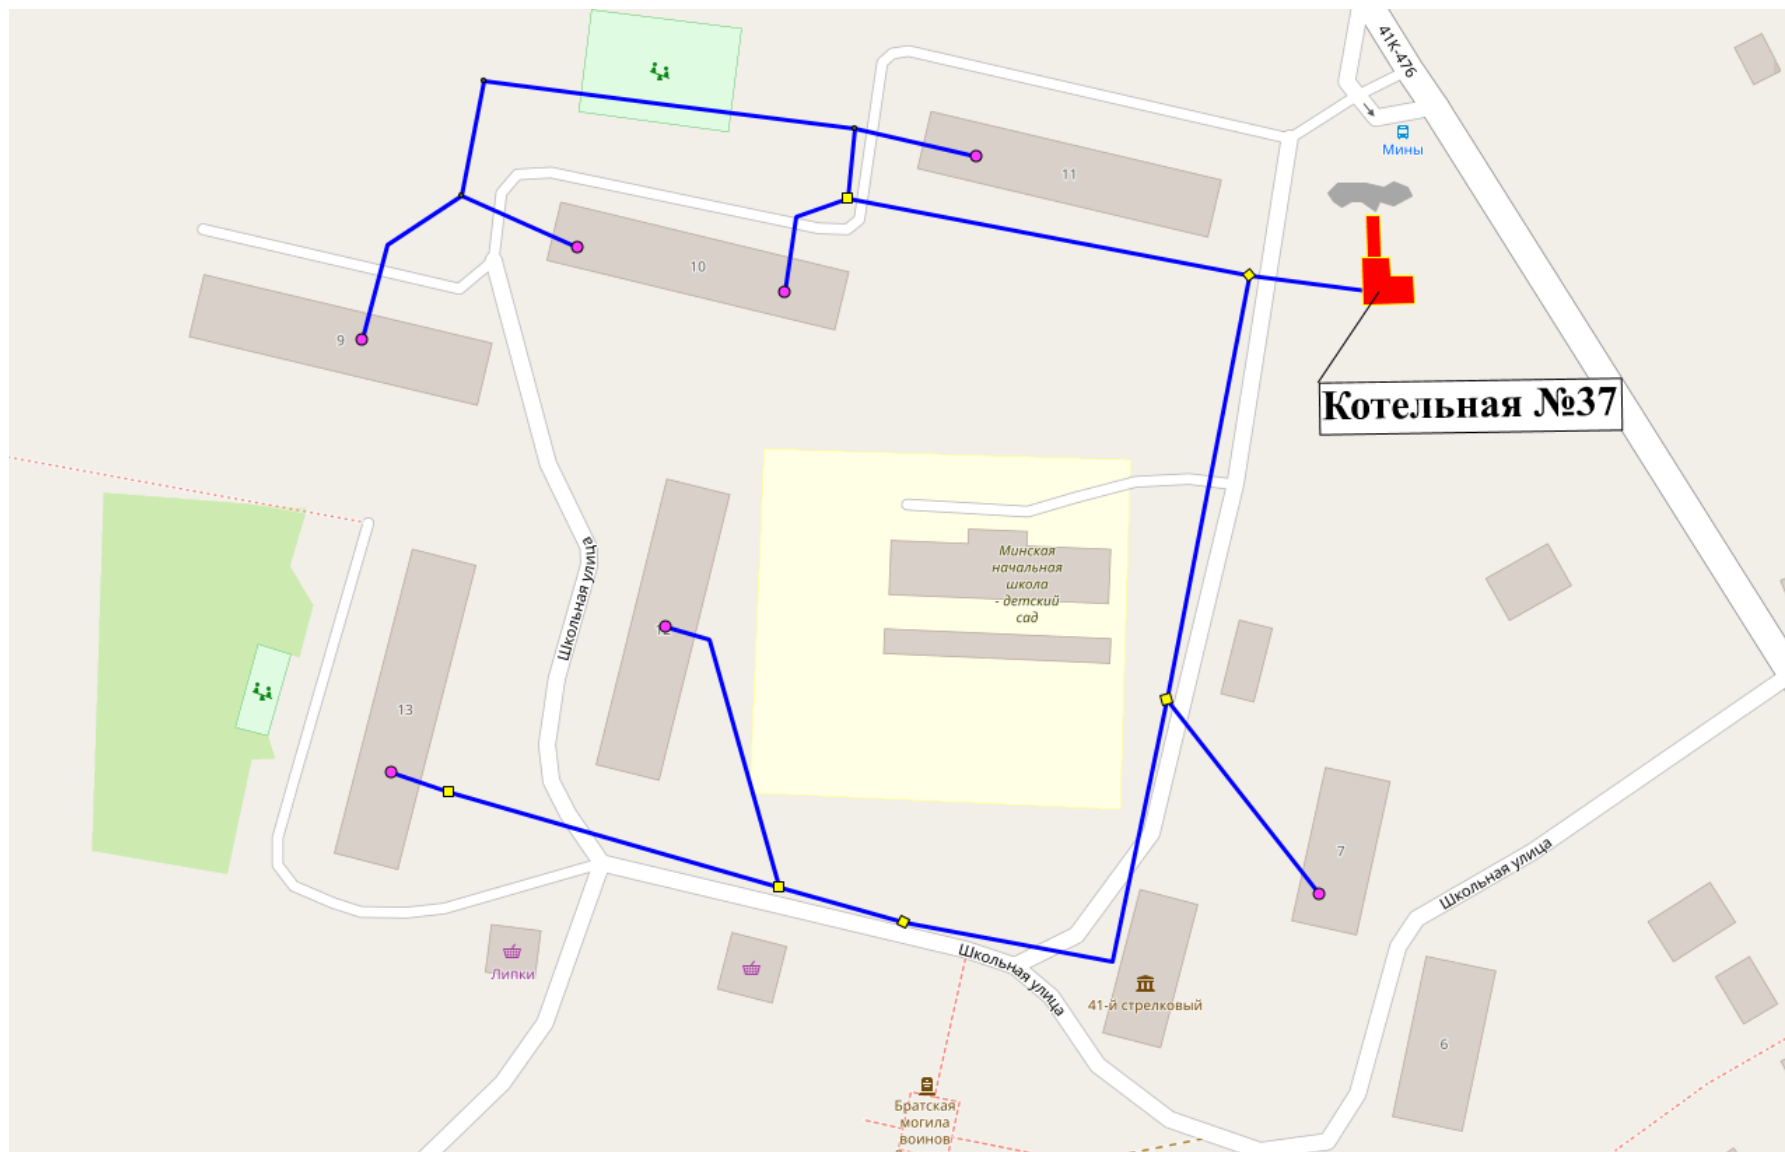 41К-476
Мины
11
10
9
Котельная №37
Школьная улица
Минская
начальная
школа
- детский
сад
12
13
7
Школьная улица
Школьная улица
Липки
41-й стрелковый
6
Братская
могила
воинов